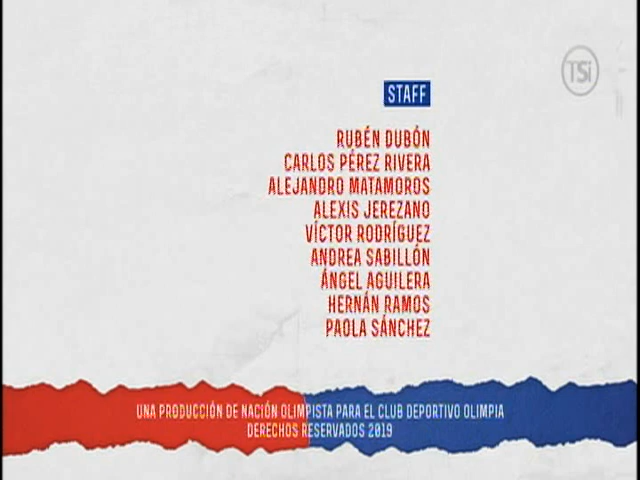 TSi
STAFF
RUBÉN DUBÓN
CARLOS PÉREZ RIVERA
ALEJANDRO MATAMOROS
ALEXIS JEREZANO
VÍCTOR RODRÍGUEZ
ANDREA SABILLÓN
ÁNGEL AGUILERA
HERNÁN RAMOS
PAOLA SÁNCHEZ
UNA PRODUCCIÓN DE NACIÓN OLIMPISTA PARA EL CLUB DEPORTIVO OLIMPIA
DERECHOS RESERVADOS 2019